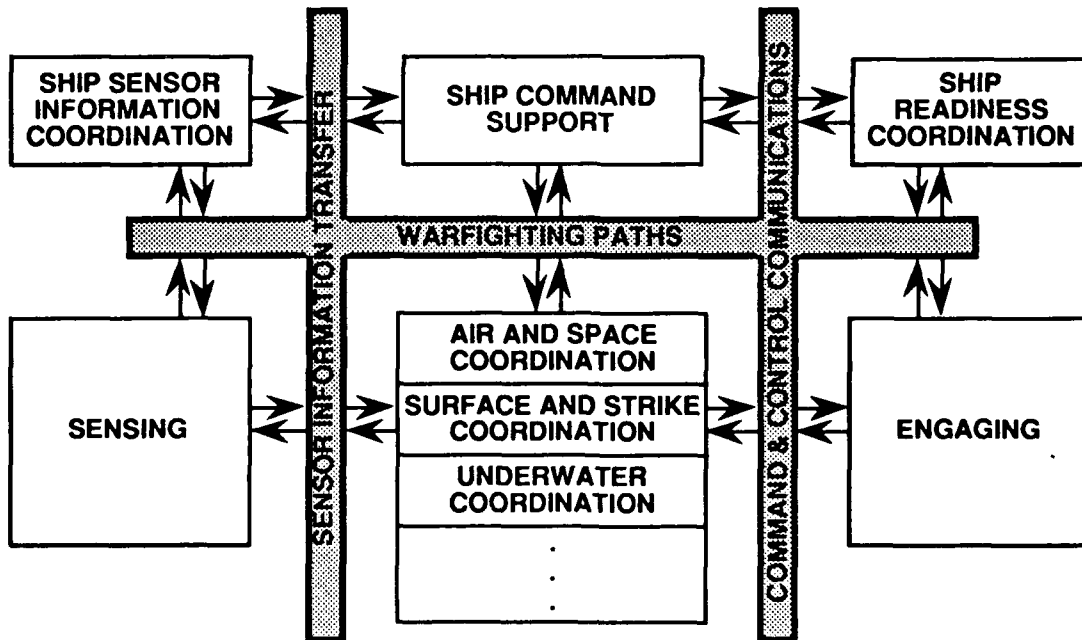 SHIP SENSOR
INFORMATION
COORDINATION
SHIP COMMAND
SUPPORT
SHIP
READINESS
COORDINATION
SENSOR INFORMATION TRANSFER
WARFIGHTING PATHS
COMMAND & CONTROL COMMUNICATIONS
SENSING
AIR AND SPACE
COORDINATION
SURFACE AND STRIKE
COORDINATION
UNDERWATER
COORDINATION
.
.
.
ENGAGING